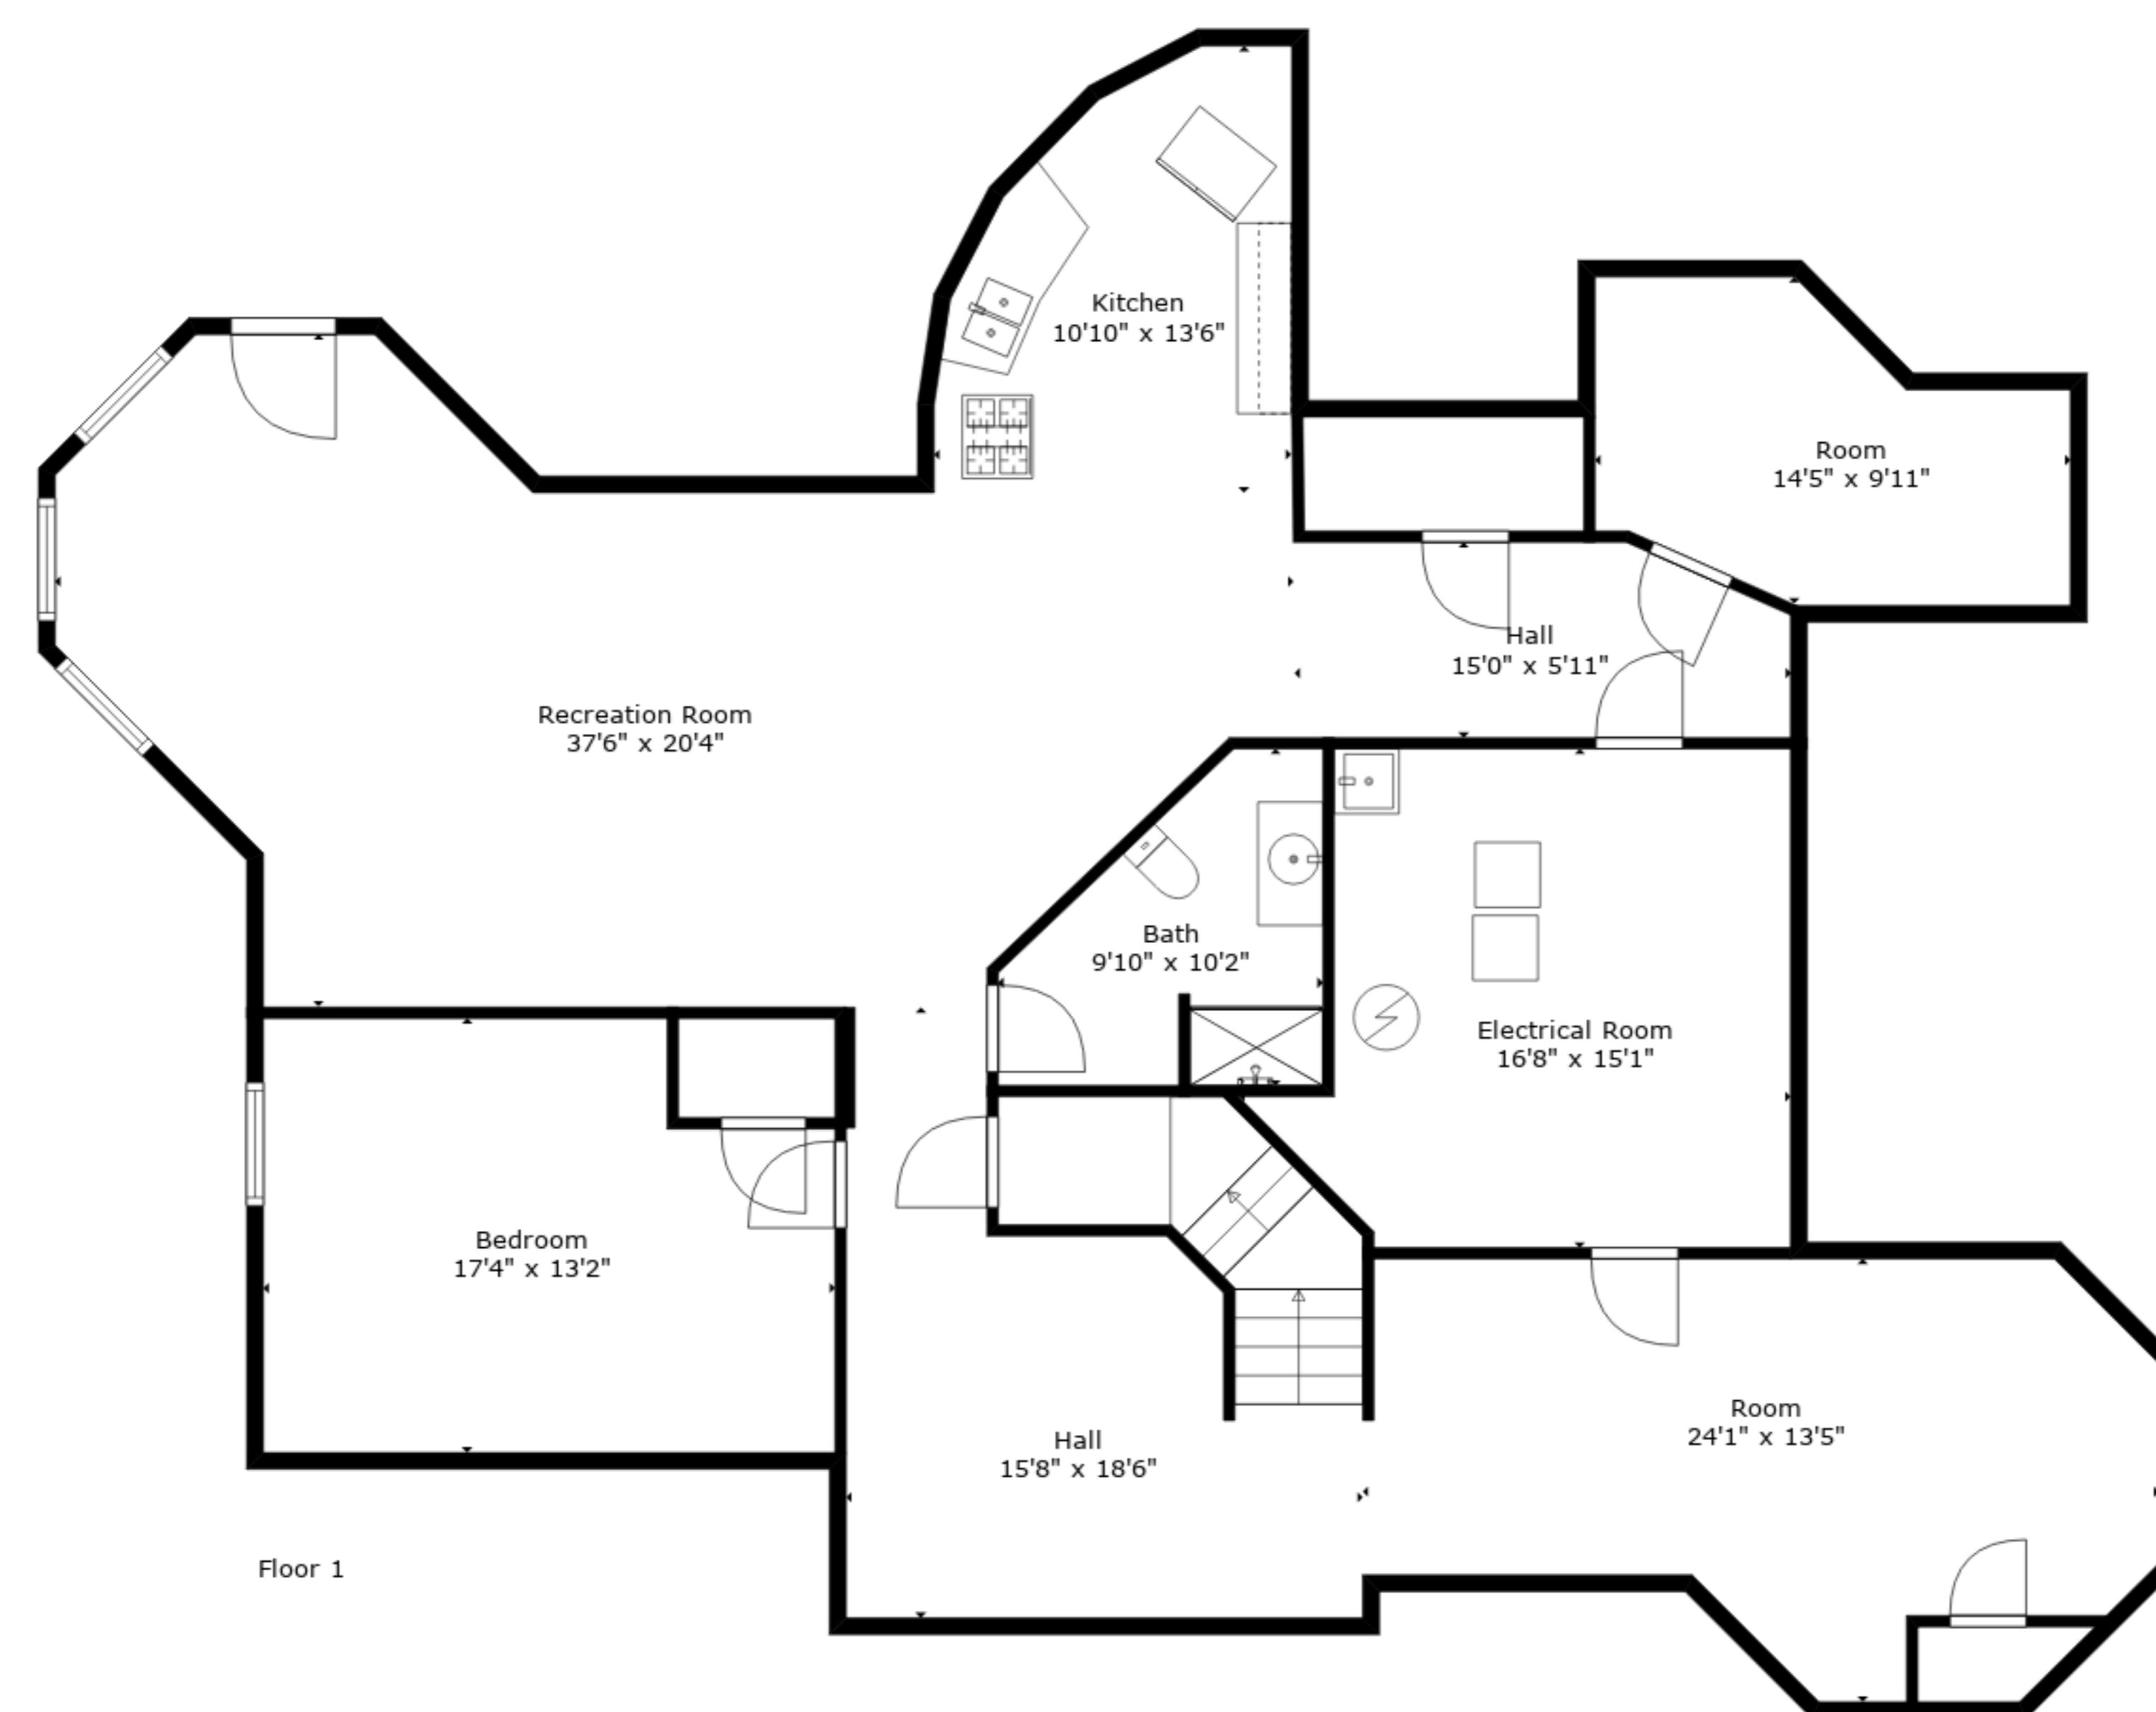 Kitchen
10'10" x 13'6"
Room
14'5" x 9'11"
Hall
15'0" x 5'11"
Recreation Room
37'6" x 20'4"
Bath
9'10" x 10'2"
Electrical Room
16'8" x 15'1"
Bedroom
17'4" x 13'2"
Room
24'1" x 13'5"
Hall
15'8" x 18'6"
Floor 1